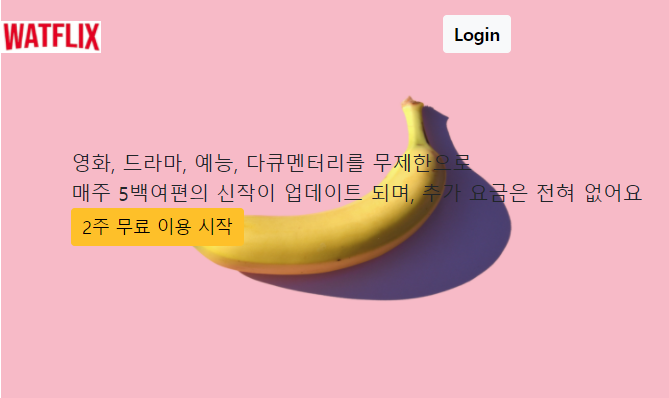 WATFLIX
Login
영화, 드라마, 예능, 다큐멘터리를 무제한으로
매주 5백여편의 신작이 업데이트 되며, 추가 요금은 전혀 없어요
2주 무료 이용 시작